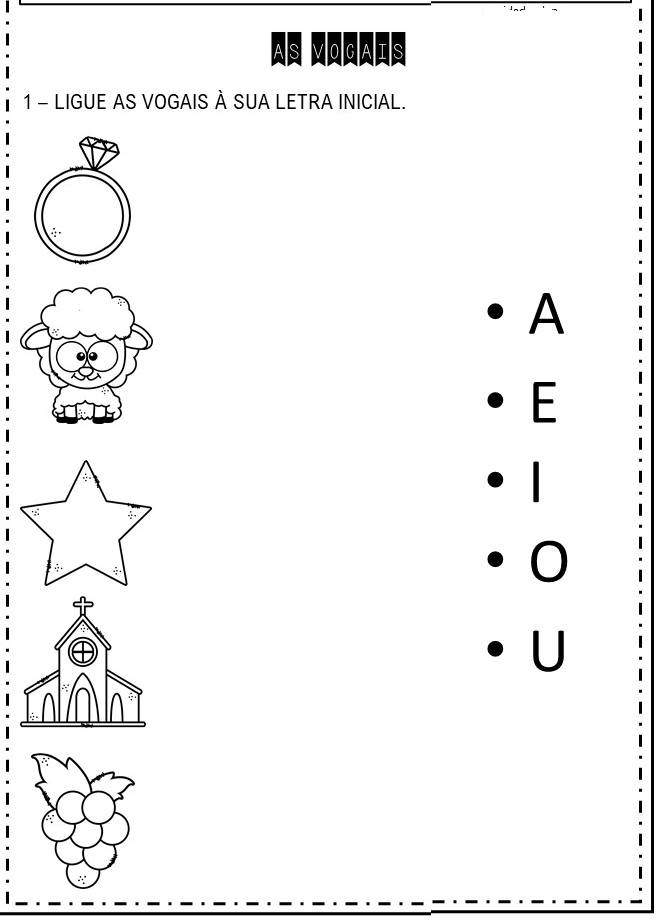 AS VOGAIS
1 – LIGUE AS VOGAIS À SUA LETRA INICIAL.
• A
• E
• I
• O
• U